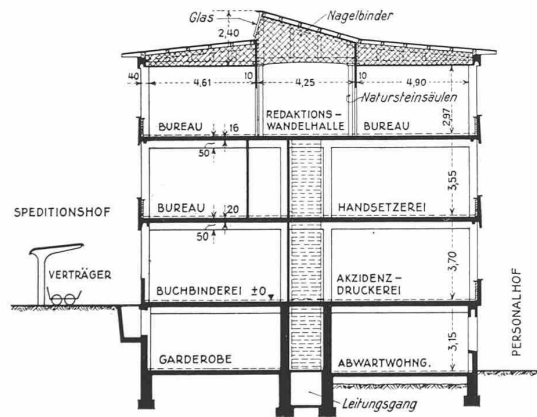 Glas
Nagelbinder
2,40
40
4,61
10
4,25
10
4,90
Natursteinsäulen
BUREAU
16
REDAKTIONS-
WANDELHALLE
BUREAU
2,97
50
BUREAU
20
HANDSETZEREI
3,55
SPEDITIONSHOF
50
VERTRÄGER
BUCHBINDEREI ±0
AKZIDENZ-
DRUCKEREI
3,70
PERSONALHOF
GARDEROBE
ABWARTWOHNG.
3,15
Leitungsgang